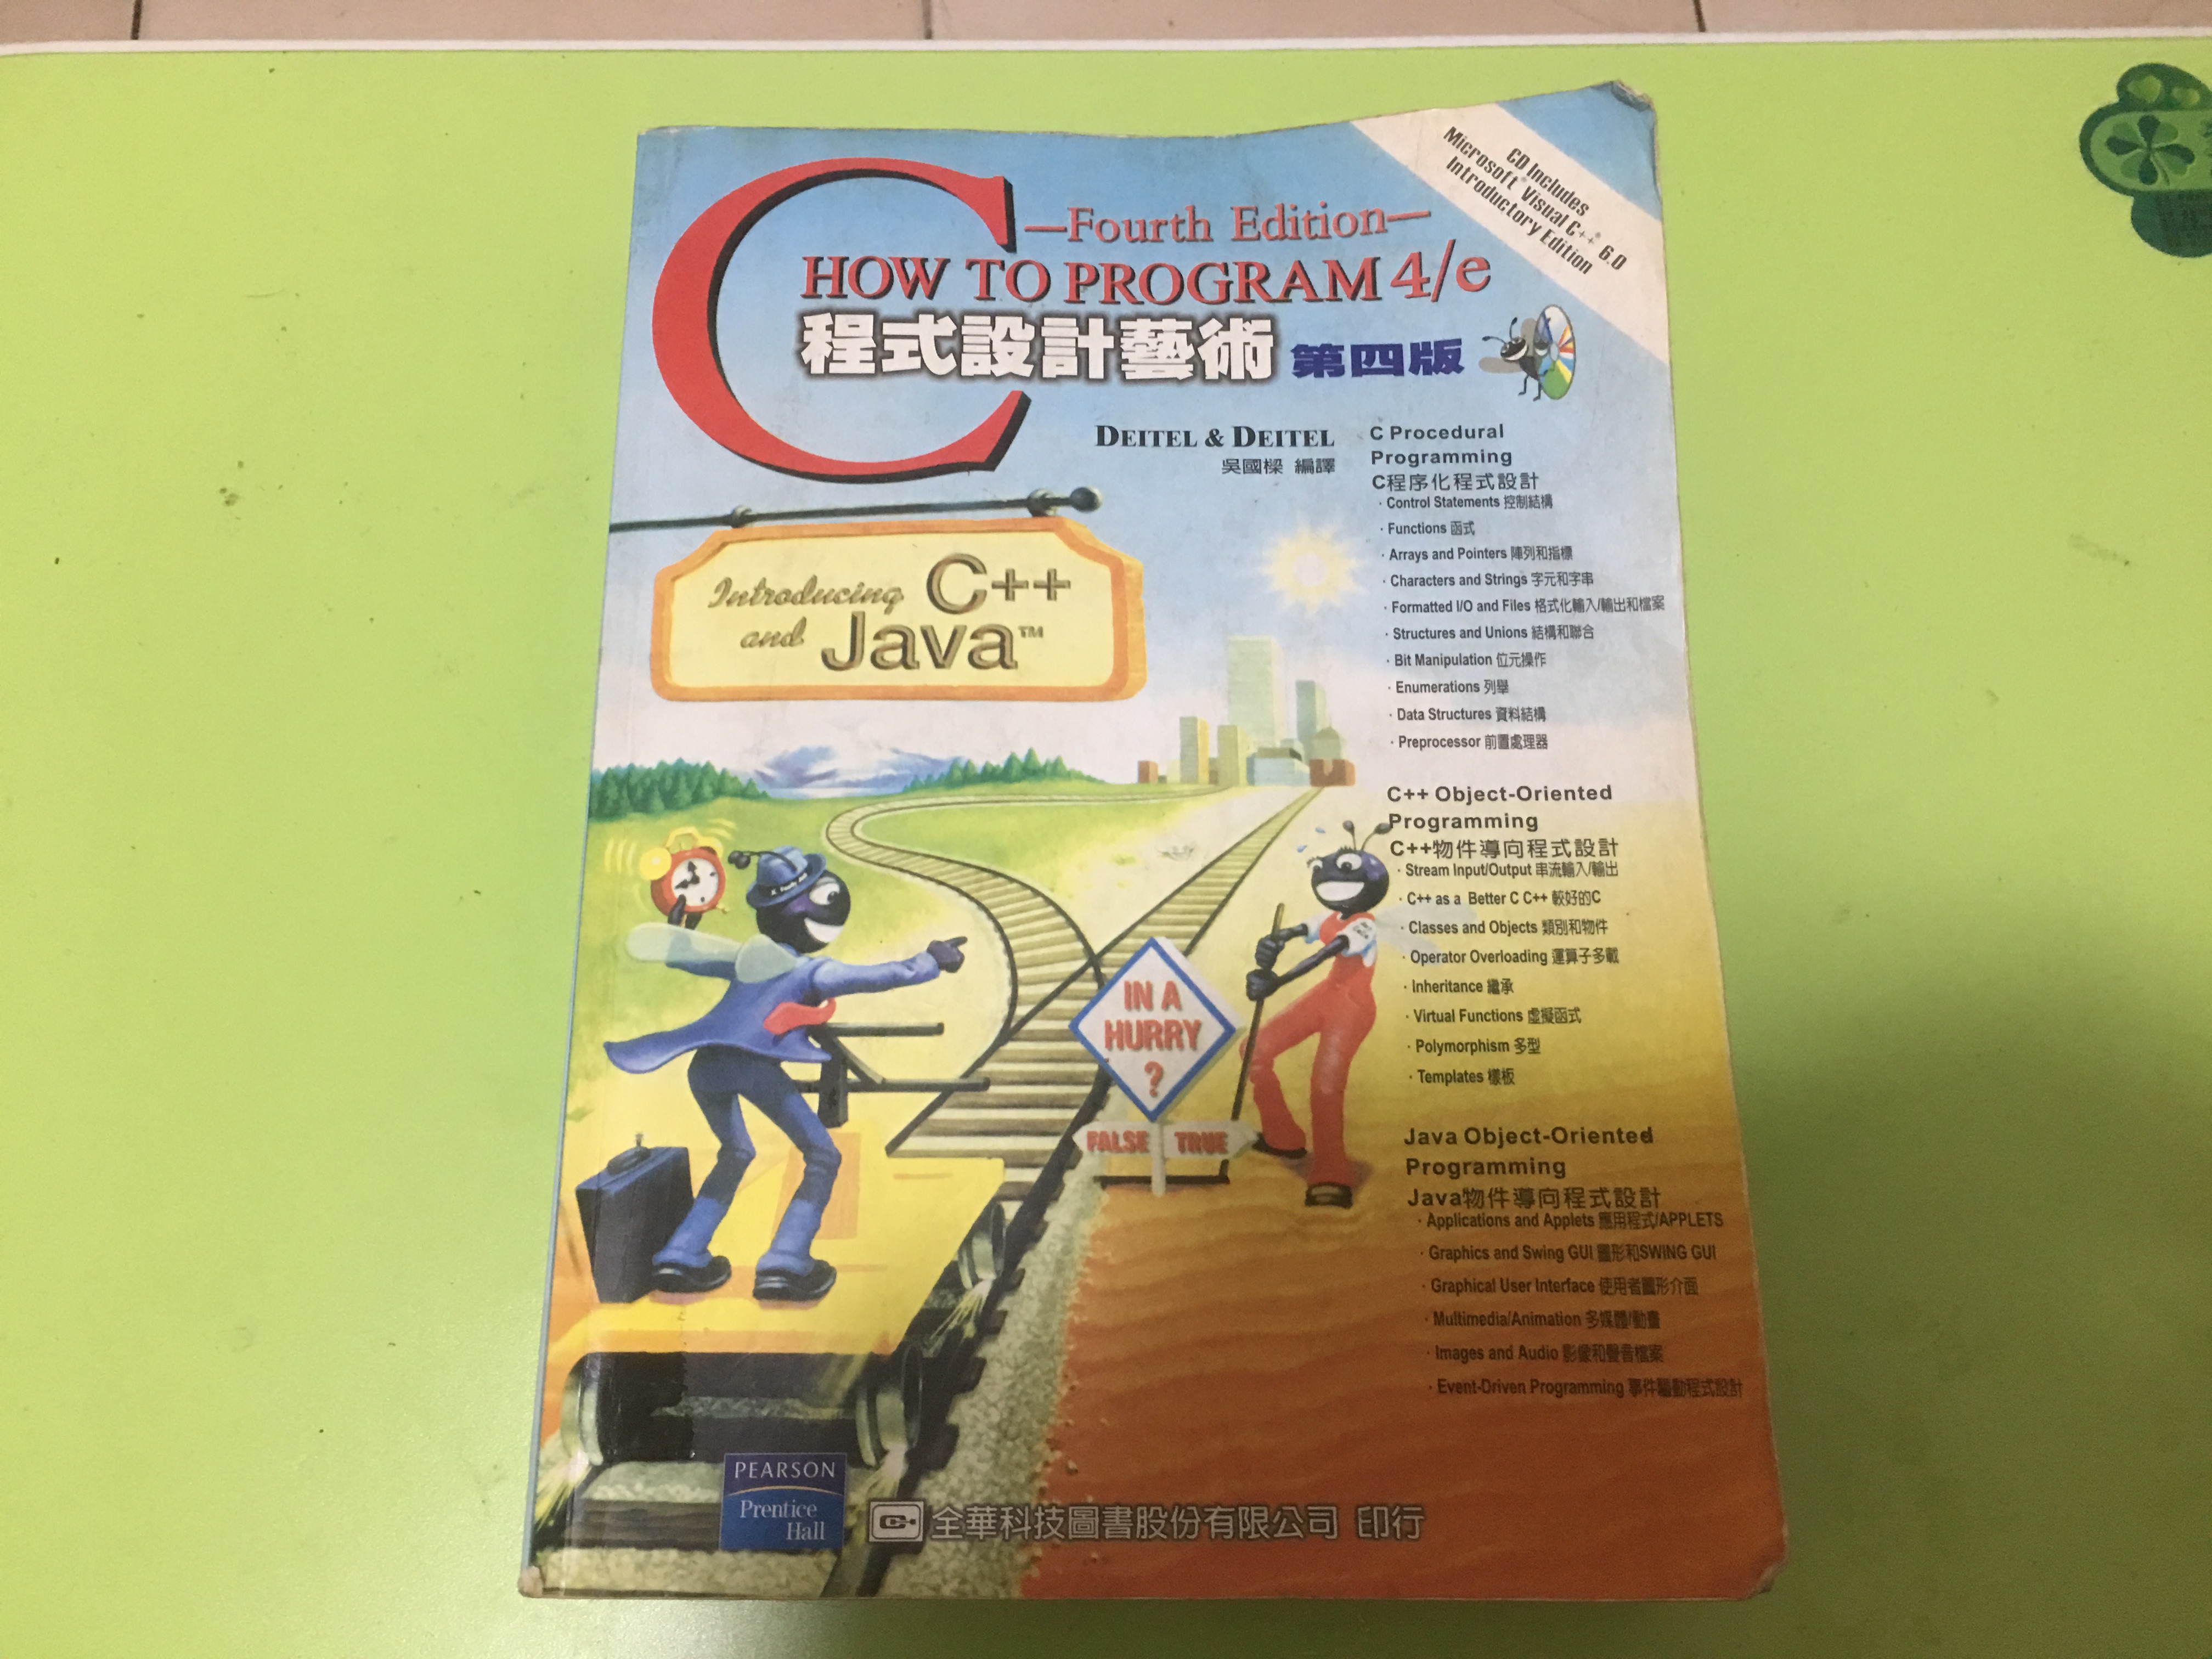 CD Includes
Microsoft® Visual C++® 6.0
Introductory Edition
C
—Fourth Edition—
HOW TO PROGRAM 4/e
程式設計藝術 第四版
DEITEL & DEITEL
吳國樑 編譯
Introducing C++
and Java™
C Procedural
Programming
C程序化程式設計
· Control Statements 控制結構
· Functions 函式
· Arrays and Pointers 陣列和指標
· Characters and Strings 字元和字串
· Formatted I/O and Files 格式化輸入/輸出和檔案
· Structures and Unions 結構和聯合
· Bit Manipulation 位元操作
· Enumerations 列舉
· Data Structures 資料結構
· Preprocessor 前置處理器
C++ Object-Oriented
Programming
C++物件導向程式設計
· Stream Input/Output 串流輸入/輸出
· C++ as a Better C C++ 較好的C
· Classes and Objects 類別和物件
· Operator Overloading 運算子多載
· Inheritance 繼承
· Virtual Functions 虛擬函式
· Polymorphism 多型
· Templates 樣板
Java Object-Oriented
Programming
Java物件導向程式設計
· Applications and Applets 應用程式/APPLETS
· Graphics and Swing GUI 圖形和SWING GUI
· Graphical User Interface 使用者圖形介面
· Multimedia/Animation 多媒體/動畫
· Images and Audio 影像和聲音檔案
· Event-Driven Programming 事件驅動程式設計
IN A
HURRY
?
FALSE TRUE
PEARSON
Prentice
Hall
全華科技圖書股份有限公司 印行